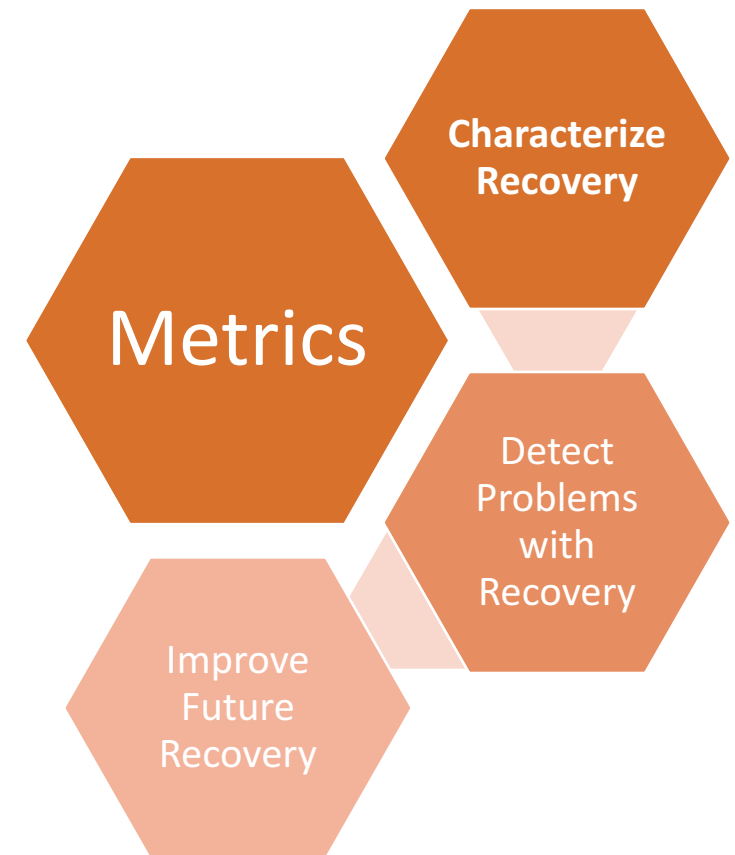 Metrics
Characterize
Recovery
Detect
Problems
with
Recovery
Improve
Future
Recovery